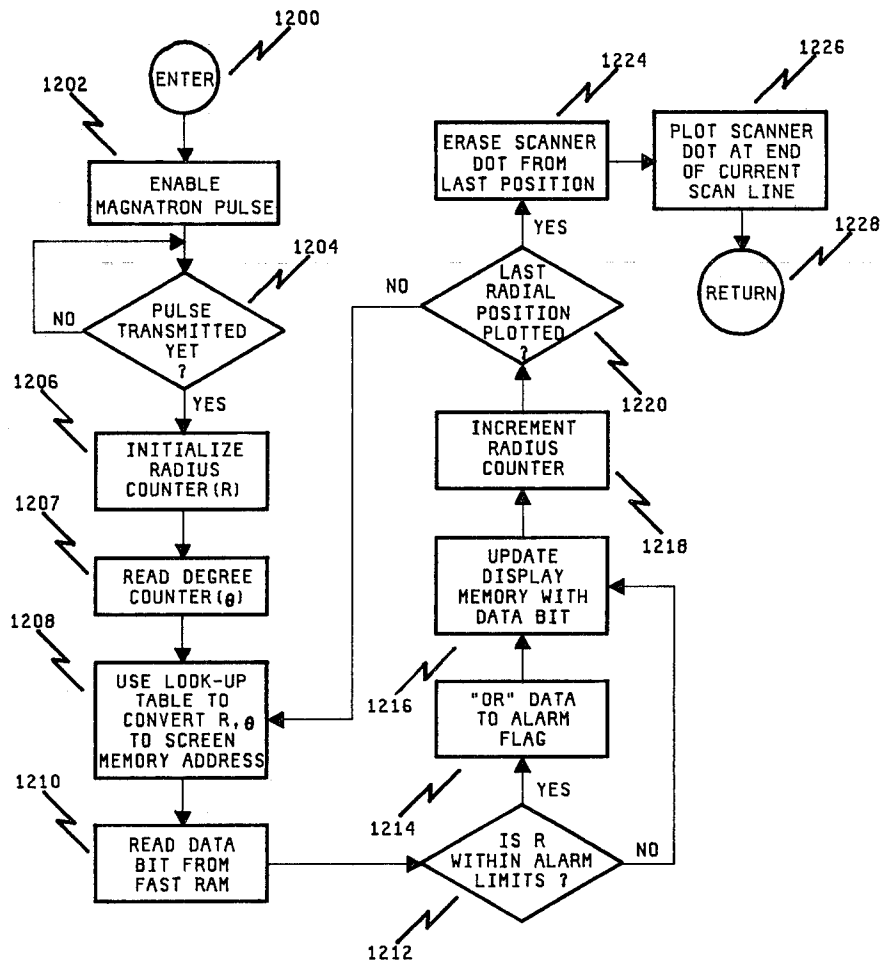 1200
ENTER
1202
ENABLE
MAGNATRON PULSE
1204
PULSE
TRANSMITTED
YET
?
NO
YES
1206
INITIALIZE
RADIUS
COUNTER(R)
1207
READ DEGREE
COUNTER(θ)
1208
USE LOOK-UP
TABLE TO
CONVERT R,θ
TO SCREEN
MEMORY ADDRESS
1210
READ DATA
BIT FROM
FAST RAM
1212
IS R
WITHIN ALARM
LIMITS ?
NO
YES
1214
"OR" DATA
TO ALARM
FLAG
1216
UPDATE
DISPLAY
MEMORY WITH
DATA BIT
1218
INCREMENT
RADIUS
COUNTER
1220
LAST
RADIAL
POSITION
PLOTTED
?
NO
YES
1224
ERASE SCANNER
DOT FROM
LAST POSITION
1226
PLOT SCANNER
DOT AT END
OF CURRENT
SCAN LINE
1228
RETURN